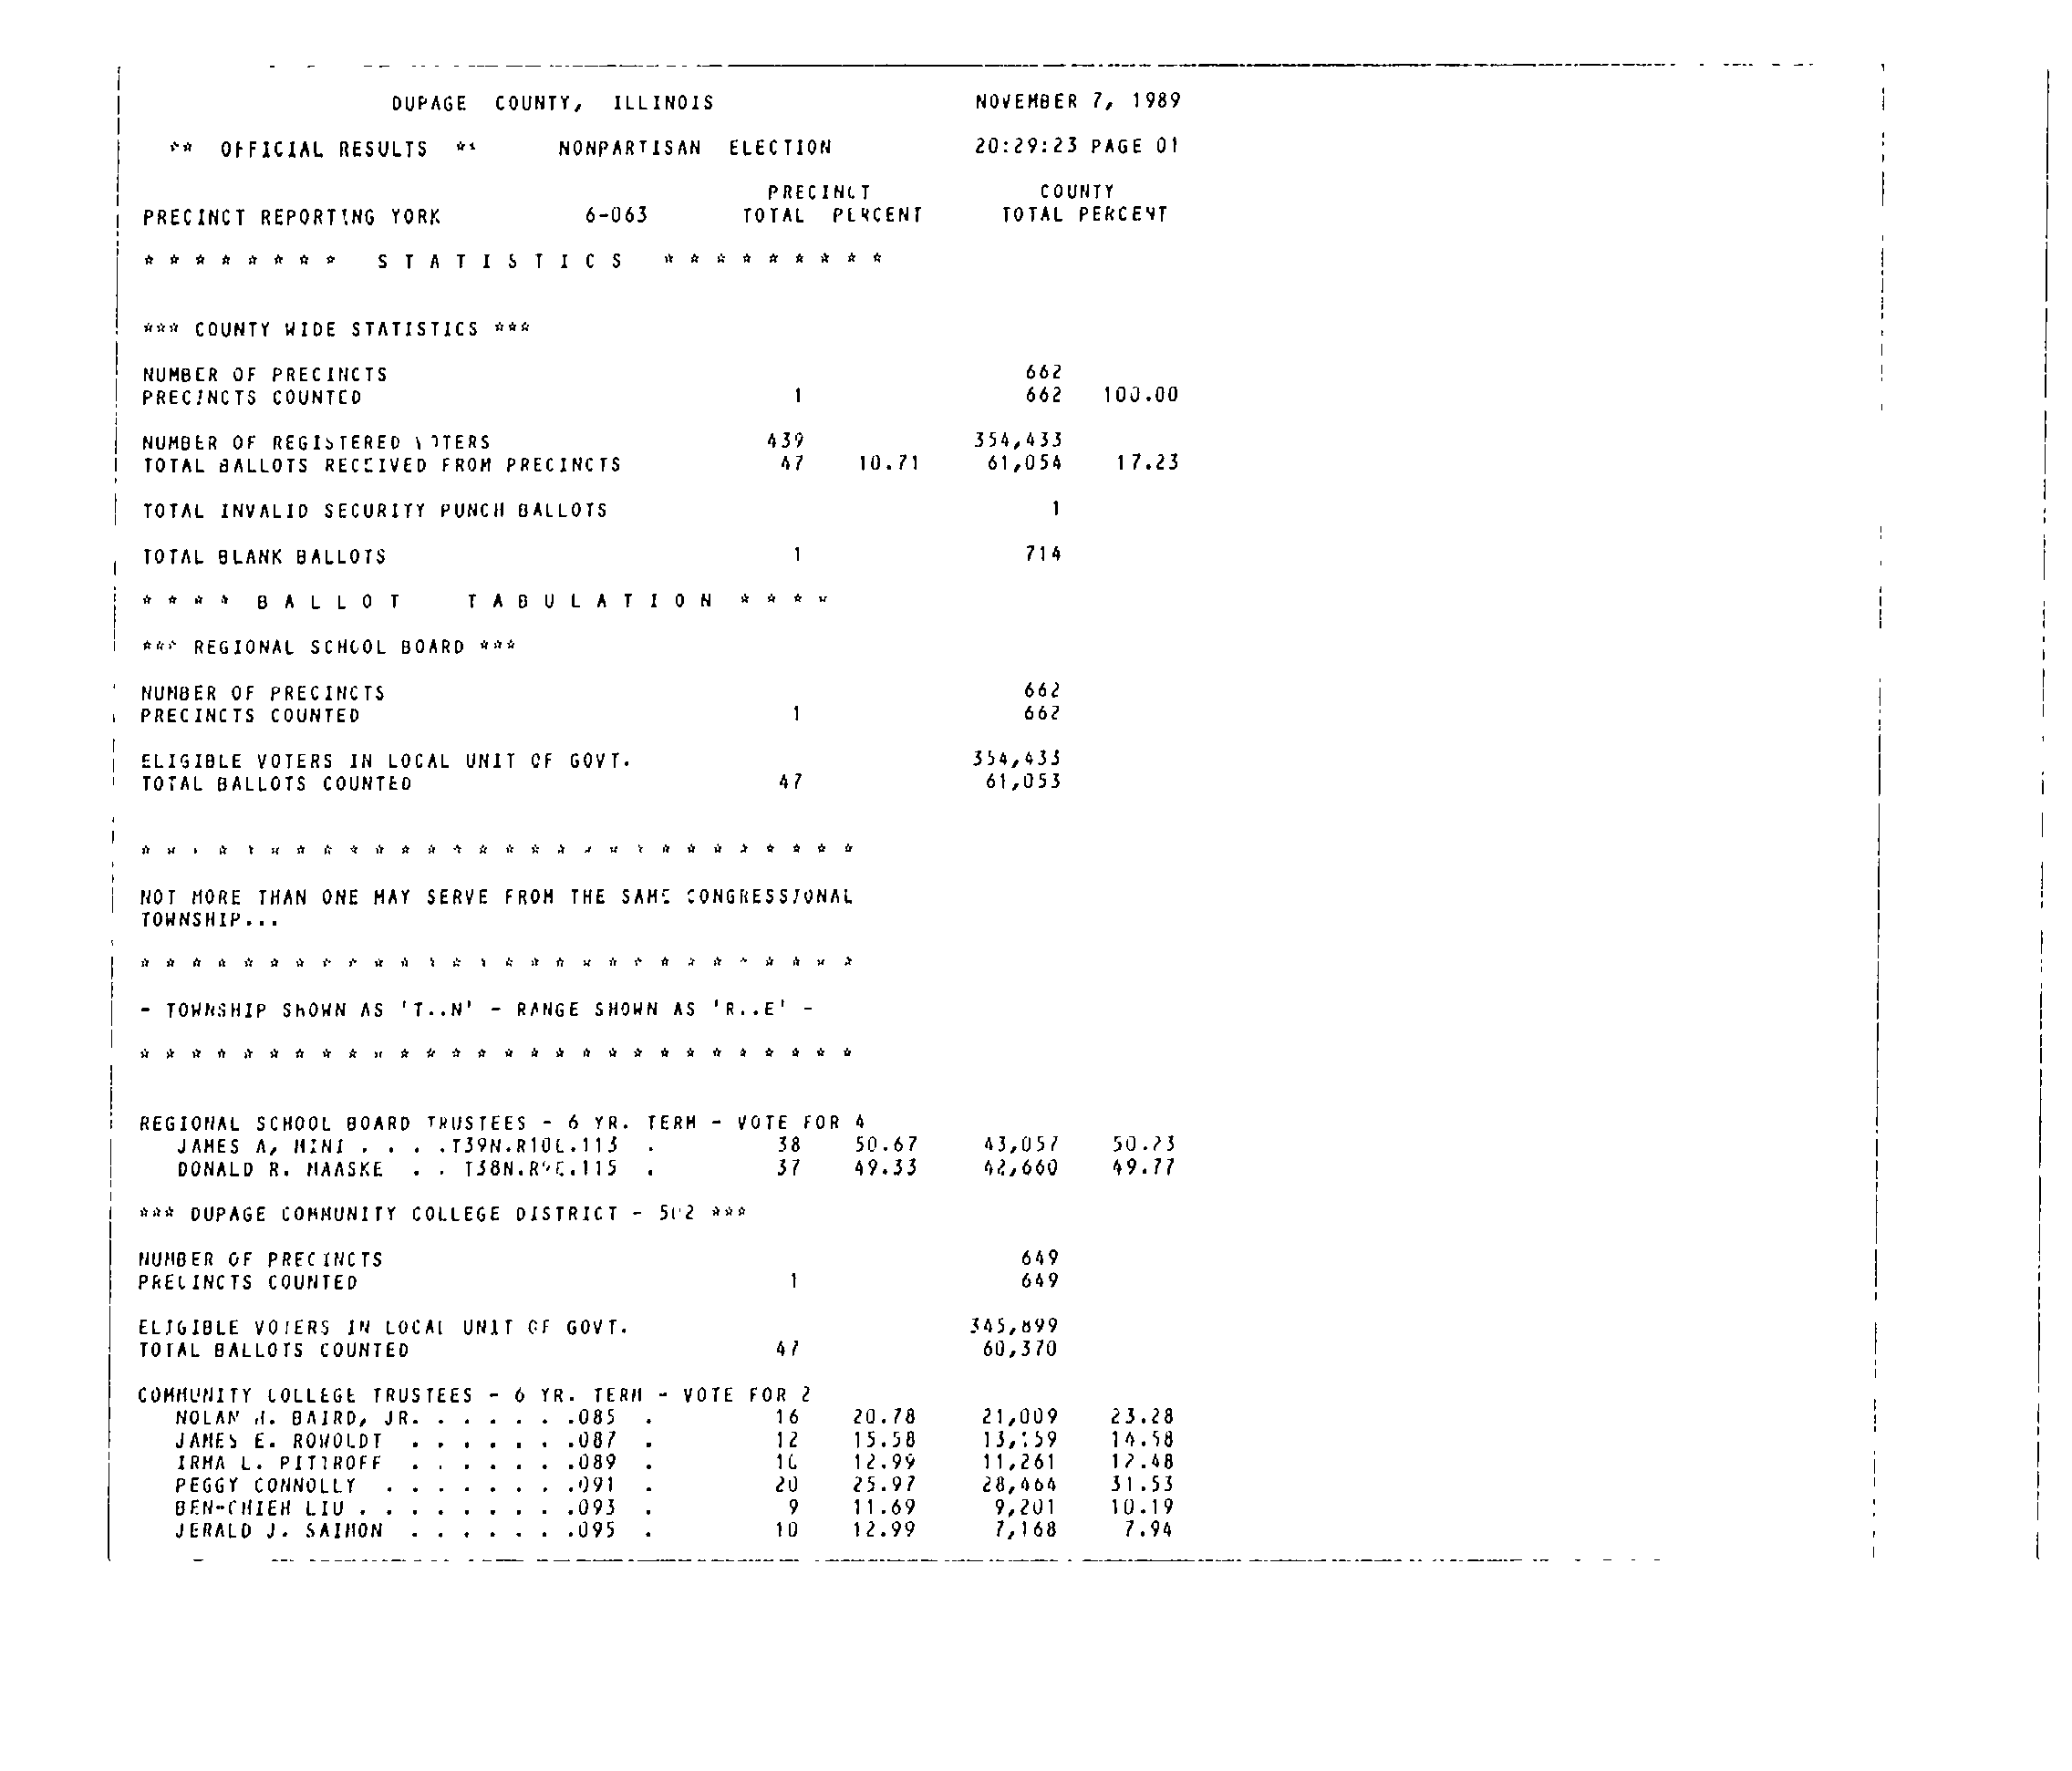 DUPAGE COUNTY, ILLINOIS NOVEMBER 7, 1989
** OFFICIAL RESULTS ** NONPARTISAN ELECTION 20:29:23 PAGE 01
PRECINCT COUNTY
PRECINCT REPORTING YORK 6-063 TOTAL PERCENT TOTAL PERCENT
* * * * * * * * S T A T I S T I C S * * * * * * * * *
*** COUNTY WIDE STATISTICS ***
NUMBER OF PRECINCTS 662
PRECINCTS COUNTED 1 662 100.00
NUMBER OF REGISTERED VOTERS 439 354,433
TOTAL BALLOTS RECEIVED FROM PRECINCTS 47 10.71 61,054 17.23
TOTAL INVALID SECURITY PUNCH BALLOTS 1
TOTAL BLANK BALLOTS 1 714
* * * * B A L L O T T A B U L A T I O N * * * *
*** REGIONAL SCHOOL BOARD ***
NUMBER OF PRECINCTS 662
PRECINCTS COUNTED 1 662
ELIGIBLE VOTERS IN LOCAL UNIT OF GOVT. 354,433
TOTAL BALLOTS COUNTED 47 61,053
* * * * * * * * * * * * * * * * * * * * * * * * * * * *
NOT MORE THAN ONE MAY SERVE FROM THE SAME CONGRESSIONAL
TOWNSHIP...
* * * * * * * * * * * * * * * * * * * * * * * * * * * *
- TOWNSHIP SHOWN AS 'T..N' - RANGE SHOWN AS 'R..E' -
* * * * * * * * * * * * * * * * * * * * * * * * * * * *
REGIONAL SCHOOL BOARD TRUSTEES - 6 YR. TERM - VOTE FOR 4
JAMES A, MINI . . . .T39N.R10E.113 . 38 50.67 43,057 50.23
DONALD R. MAASKE . . T38N.R9E.115 . 37 49.33 42,660 49.77
*** DUPAGE COMMUNITY COLLEGE DISTRICT - 502 ***
NUMBER OF PRECINCTS 649
PRECINCTS COUNTED 1 649
ELIGIBLE VOTERS IN LOCAL UNIT OF GOVT. 345,899
TOTAL BALLOTS COUNTED 47 60,370
COMMUNITY COLLEGE TRUSTEES - 6 YR. TERM - VOTE FOR 2
NOLAN BAIRD, JR. . . . . . .085 . 16 20.78 21,009 23.28
JAMES E. ROWOLDT . . . . . . .087 . 12 15.58 14.58
IRMA L. PITTROFF . . . . . . .089 . 10 12.99 11,261 12.48
PEGGY CONNOLLY . . . . . . . .091 . 20 25.97 28,464 31.53
BEN-CHIEH LIU . . . . . . . . .093 . 9 11.69 9,201 10.19
JERALD J. SAIMON . . . . . . .095 . 10 12.99 7,168 7.94